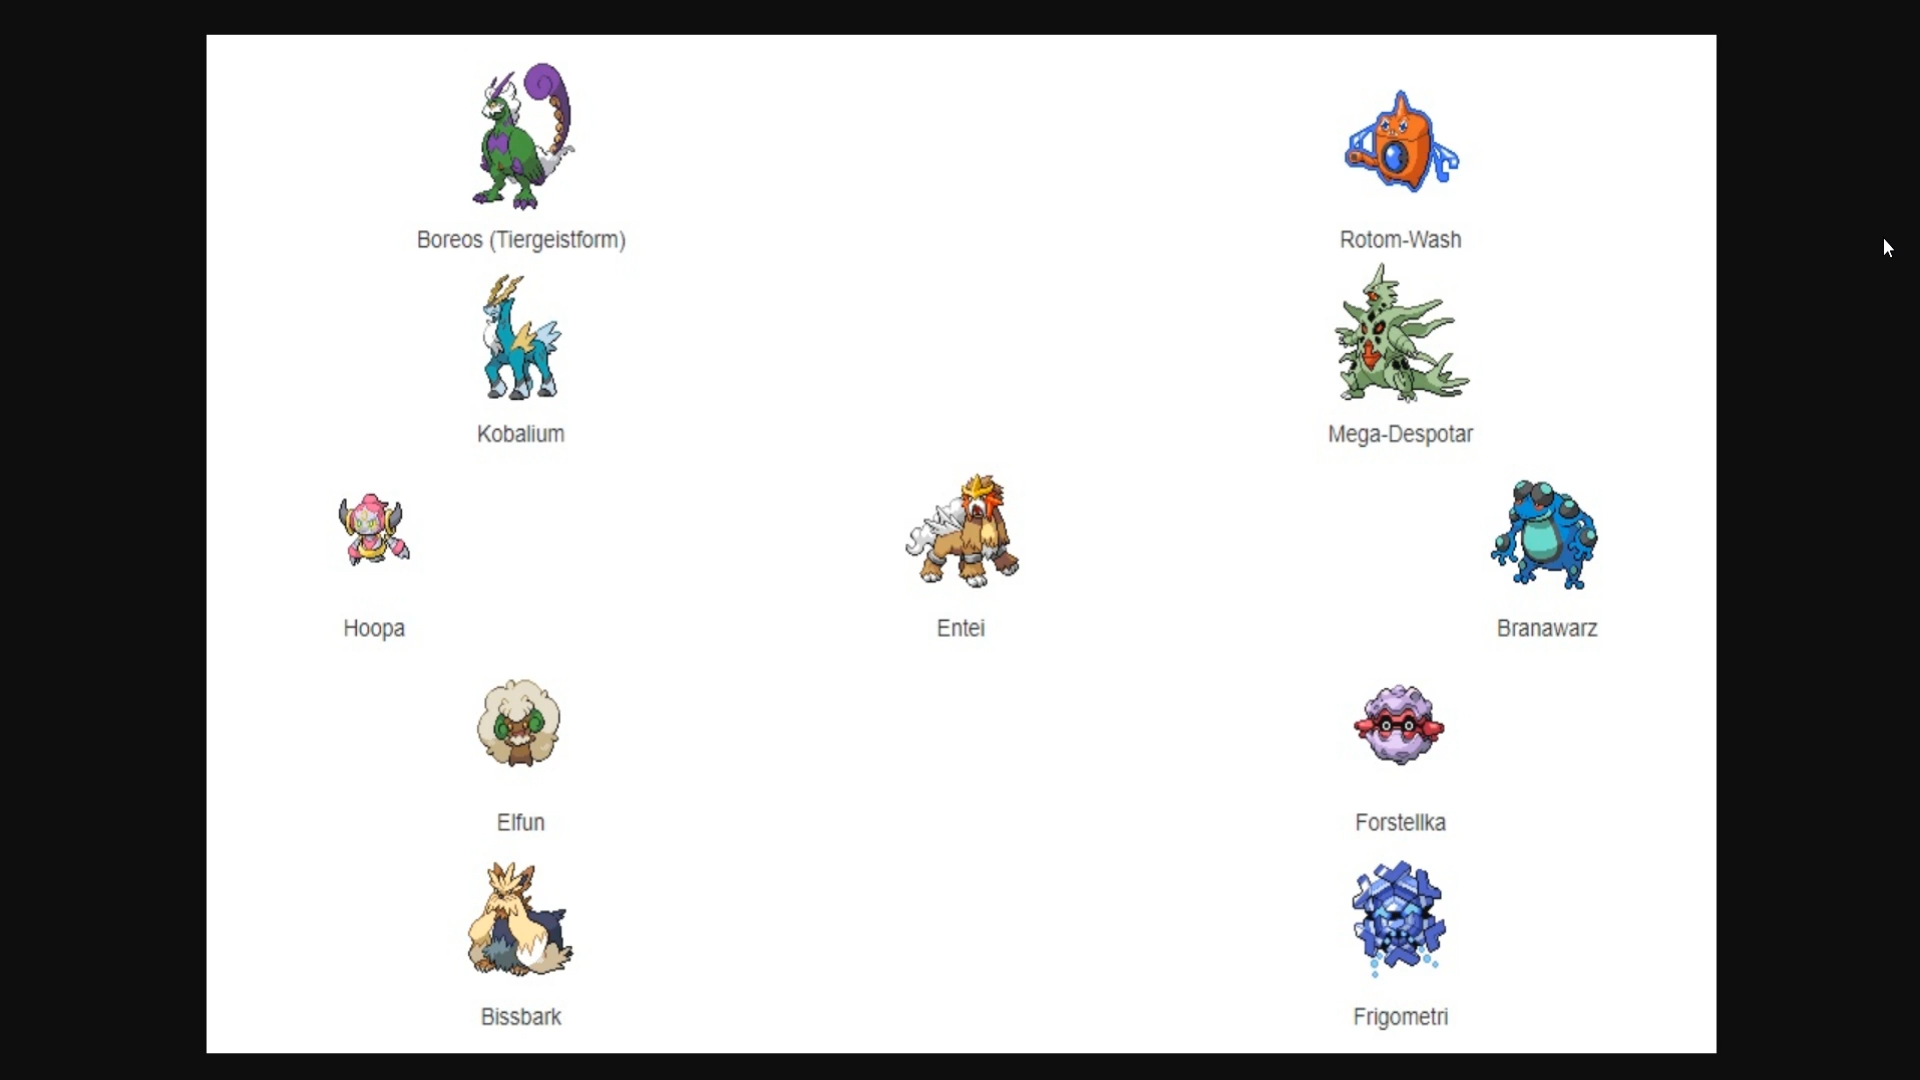 Boreos (Tiergeistform)
Rotom-Wash
Kobalium
Mega-Despotar
Hoopa
Entei
Branawarz
Elfun
Forstellka
Bissbark
Frigometri